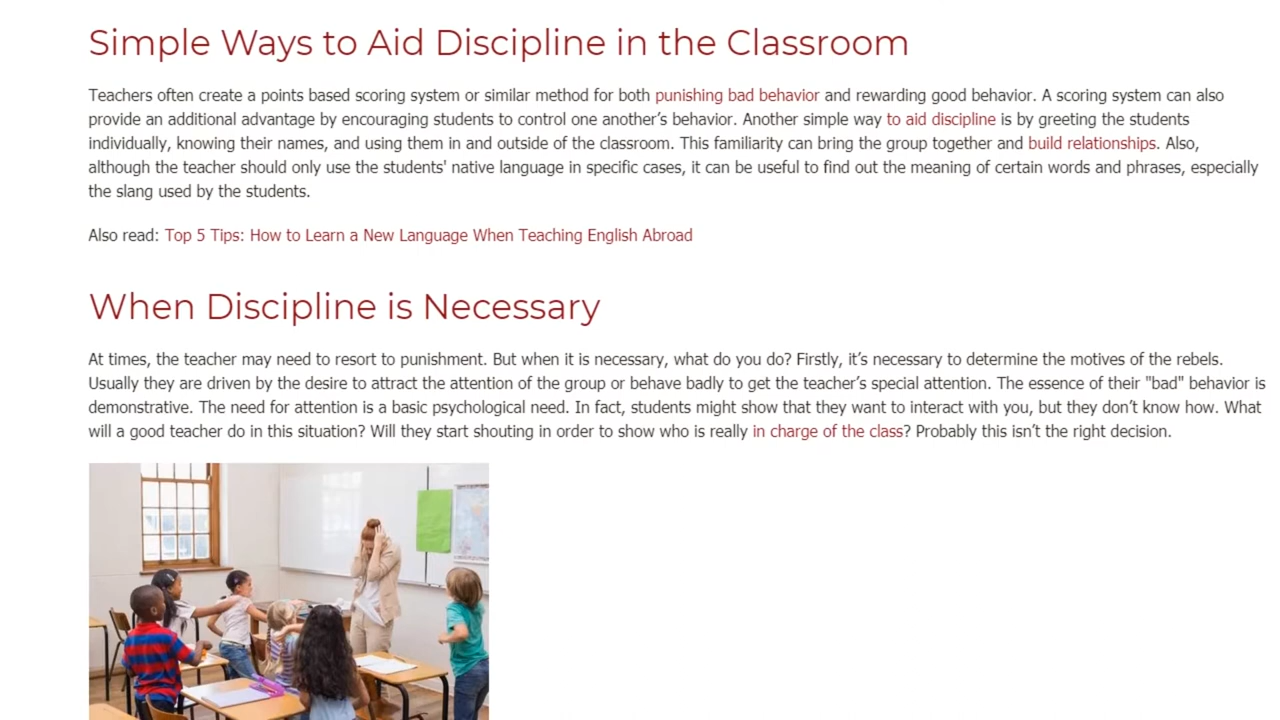 Simple Ways to Aid Discipline in the Classroom
Teachers often create a points based scoring system or similar method for both punishing bad behavior and rewarding good behavior. A scoring system can also
provide an additional advantage by encouraging students to control one another’s behavior. Another simple way to aid discipline is by greeting the students
individually, knowing their names, and using them in and outside of the classroom. This familiarity can bring the group together and build relationships. Also,
although the teacher should only use the students' native language in specific cases, it can be useful to find out the meaning of certain words and phrases, especially
the slang used by the students.
Also read: Top 5 Tips: How to Learn a New Language When Teaching English Abroad
When Discipline is Necessary
At times, the teacher may need to resort to punishment. But when it is necessary, what do you do? Firstly, it’s necessary to determine the motives of the rebels.
Usually they are driven by the desire to attract the attention of the group or behave badly to get the teacher’s special attention. The essence of their "bad" behavior is
demonstrative. The need for attention is a basic psychological need. In fact, students might show that they want to interact with you, but they don’t know how. What
will a good teacher do in this situation? Will they start shouting in order to show who is really in charge of the class? Probably this isn’t the right decision.